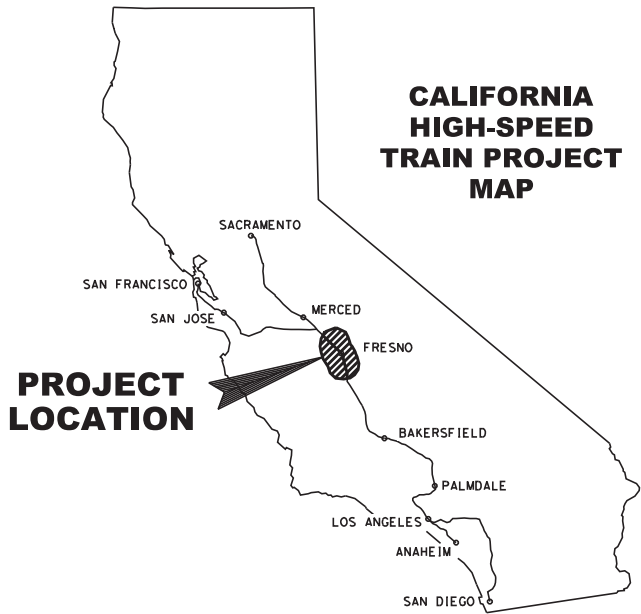 CALIFORNIA
HIGH-SPEED
TRAIN PROJECT
MAP
SACRAMENTO
SAN FRANCISCO
SAN JOSE
MERCED
FRESNO
PROJECT
LOCATION
BAKERSFIELD
PALMDALE
LOS ANGELES
ANAHEIM
SAN DIEGO